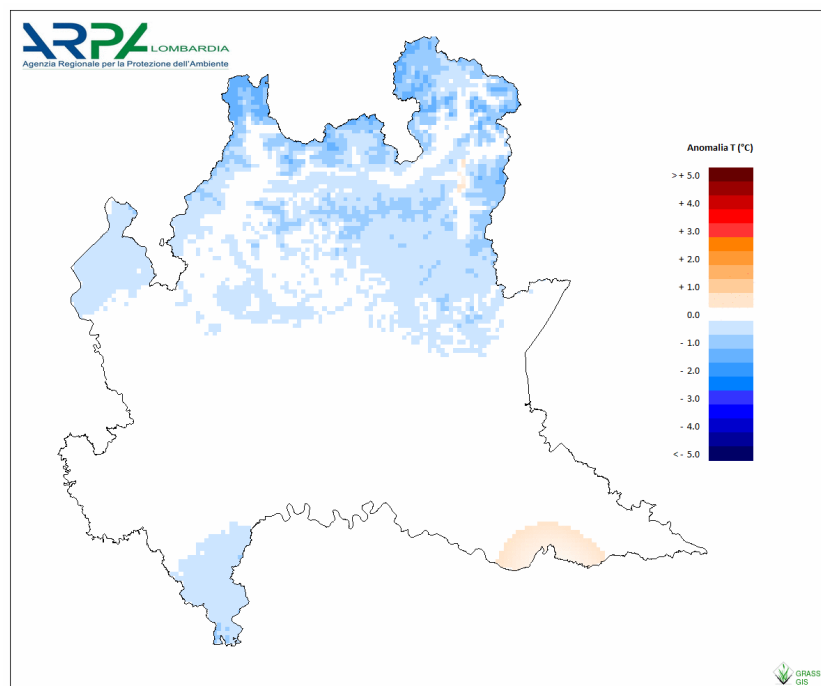 ARPA LOMBARDIA
Agenzia Regionale per la Protezione dell'Ambiente
Anomalia T (°C)
> + 5.0
+ 4.0
+ 3.0
+ 2.0
+ 1.0
0.0
- 1.0
- 2.0
- 3.0
- 4.0
< - 5.0
GRASS
GIS